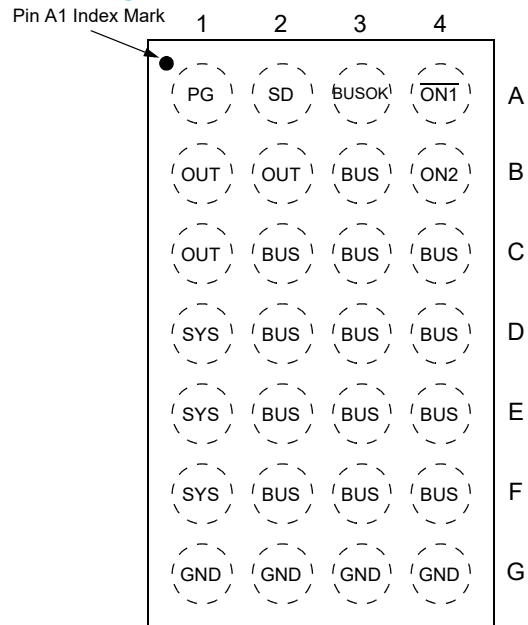 Pin A1 Index Mark
1 2 3 4
PG SD BUSOK O̅N̅1̅ A
OUT OUT BUS ON2 B
OUT BUS BUS BUS C
SYS BUS BUS BUS D
SYS BUS BUS BUS E
SYS BUS BUS BUS F
GND GND GND GND G